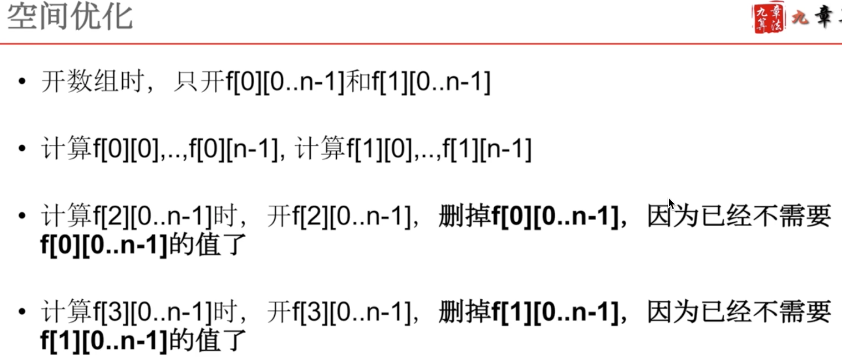 空间优化
九章算法
九章
• 开数组时，只开f[0][0..n-1]和f[1][0..n-1]
• 计算f[0][0],..,f[0][n-1], 计算f[1][0],..,f[1][n-1]
• 计算f[2][0..n-1]时，开f[2][0..n-1]，删掉f[0][0..n-1]，因为已经不需要
f[0][0..n-1]的值了
• 计算f[3][0..n-1]时，开f[3][0..n-1]，删掉f[1][0..n-1]，因为已经不需要
f[1][0..n-1]的值了